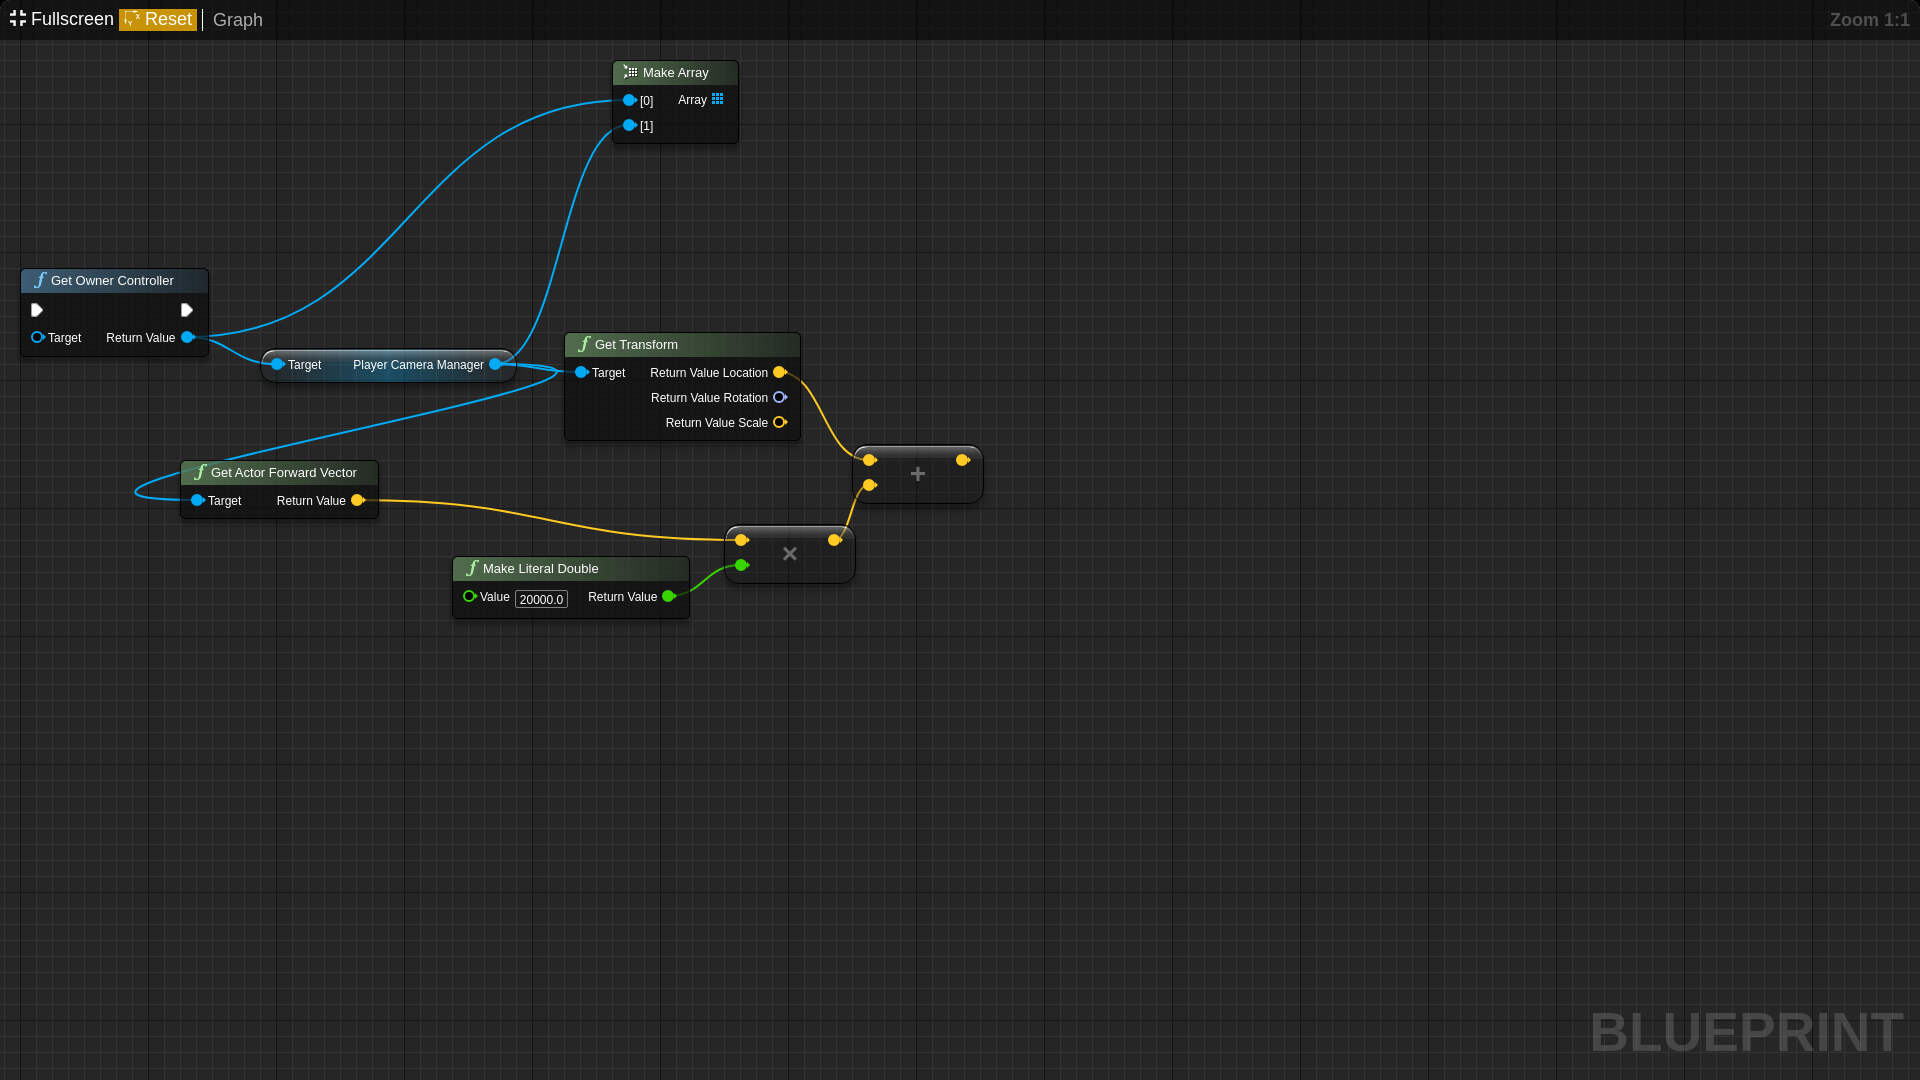 Fullscreen Reset Graph
Zoom 1:1
Make Array
[0] Array
[1]
Get Owner Controller
Target Return Value
Target Player Camera Manager
Get Transform
Target Return Value Location
Return Value Rotation
Return Value Scale
+
Get Actor Forward Vector
Target Return Value
×
Make Literal Double
Value 20000.0 Return Value
BLUEPRINT